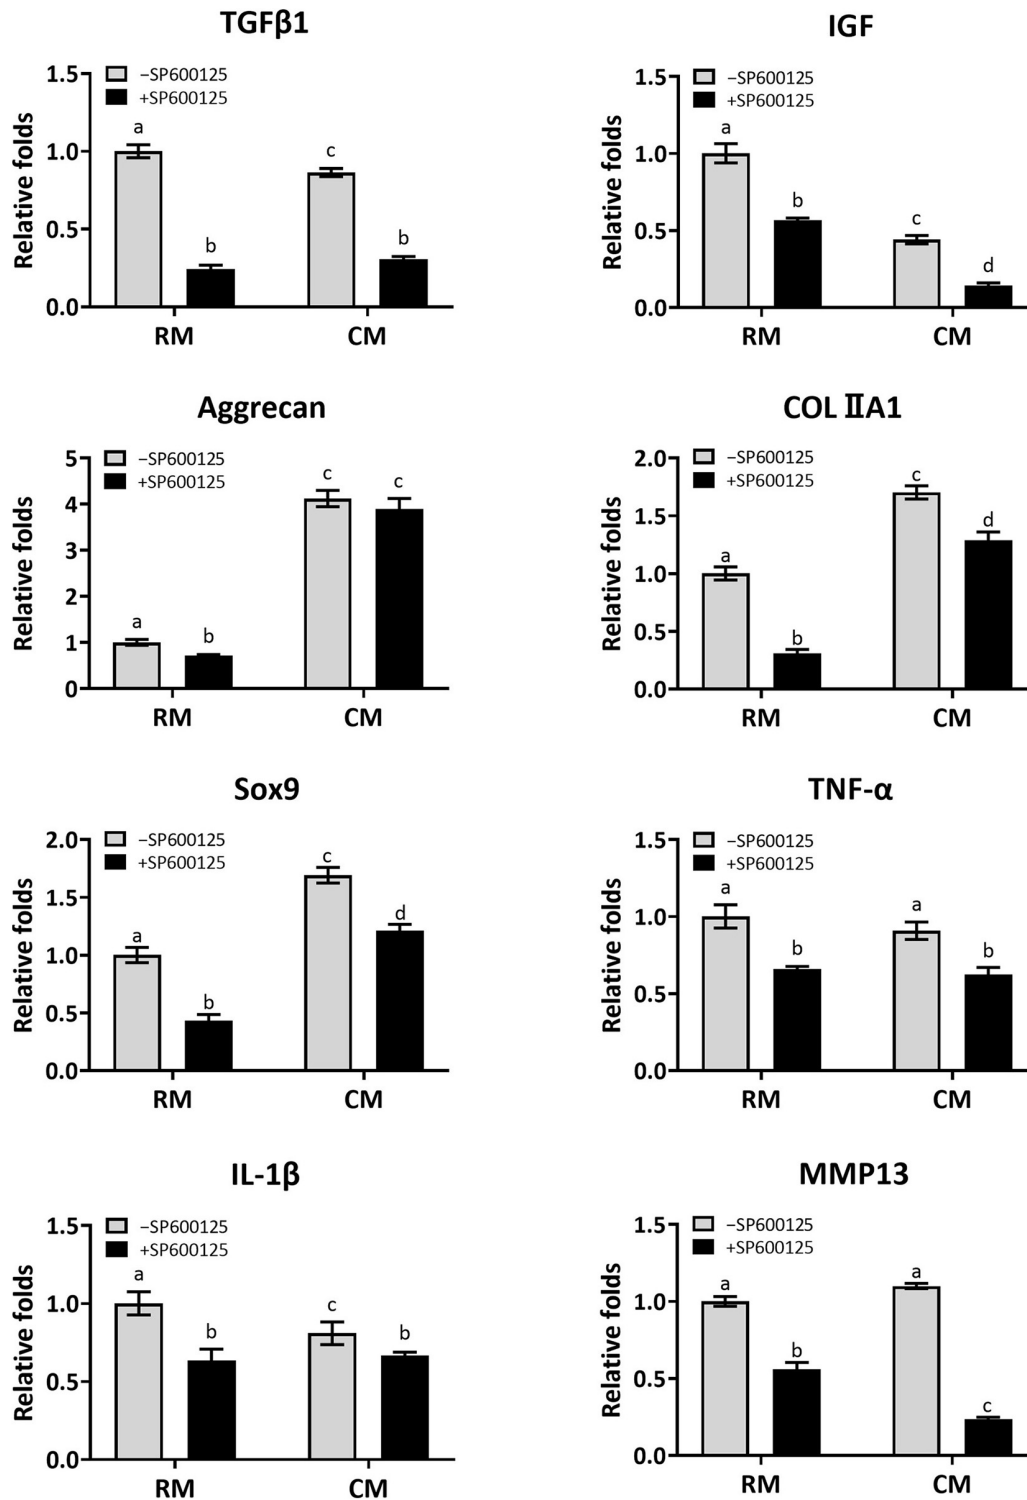 TGFβ1
−SP600125
+SP600125
Relative folds
1.5
1.0
0.5
0.0
a
b
c
b
RM
CM
IGF
−SP600125
+SP600125
Relative folds
1.5
1.0
0.5
0.0
a
b
c
d
RM
CM
Aggrecan
−SP600125
+SP600125
Relative folds
5
4
3
2
1
0
a
b
c
c
RM
CM
COL ⅡA1
−SP600125
+SP600125
Relative folds
2.0
1.5
1.0
0.5
0.0
a
b
c
d
RM
CM
Sox9
−SP600125
+SP600125
Relative folds
2.0
1.5
1.0
0.5
0.0
a
b
c
d
RM
CM
TNF-α
−SP600125
+SP600125
Relative folds
1.5
1.0
0.5
0.0
a
b
a
b
RM
CM
IL-1β
−SP600125
+SP600125
Relative folds
1.5
1.0
0.5
0.0
a
b
c
b
RM
CM
MMP13
−SP600125
+SP600125
Relative folds
1.5
1.0
0.5
0.0
a
b
a
c
RM
CM